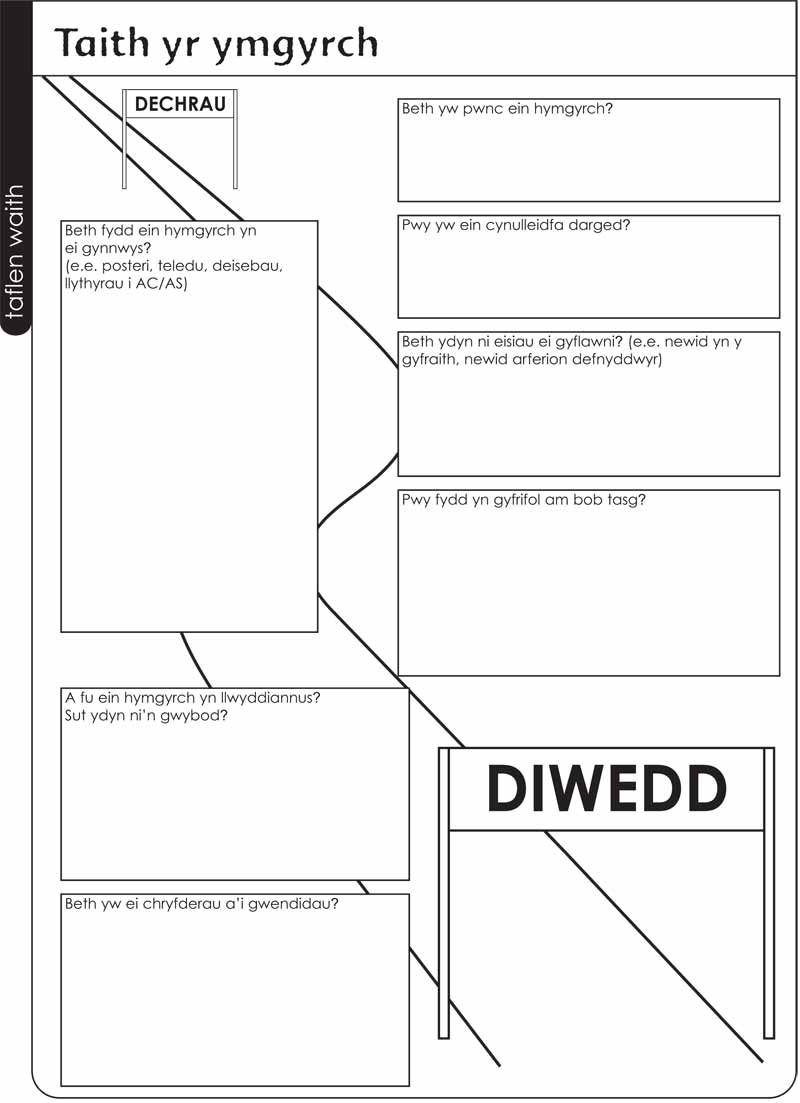 Taith yr ymgyrch
taflen waith
DECHRAU
Beth yw pwnc ein hymgyrch?
Pwy yw ein cynulleidfa darged?
Beth ydyn ni eisiau ei gyflawni? (e.e. newid yn y
gyfraith, newid arferion defnyddwyr)
Pwy fydd yn gyfrifol am bob tasg?
Beth fydd ein hymgyrch yn
ei gynnwys?
(e.e. posteri, teledu, deisebau,
llythyrau i AC/AS)
A fu ein hymgyrch yn llwyddiannus?
Sut ydyn ni’n gwybod?
Beth yw ei chryfderau a’i gwendidau?
DIWEDD